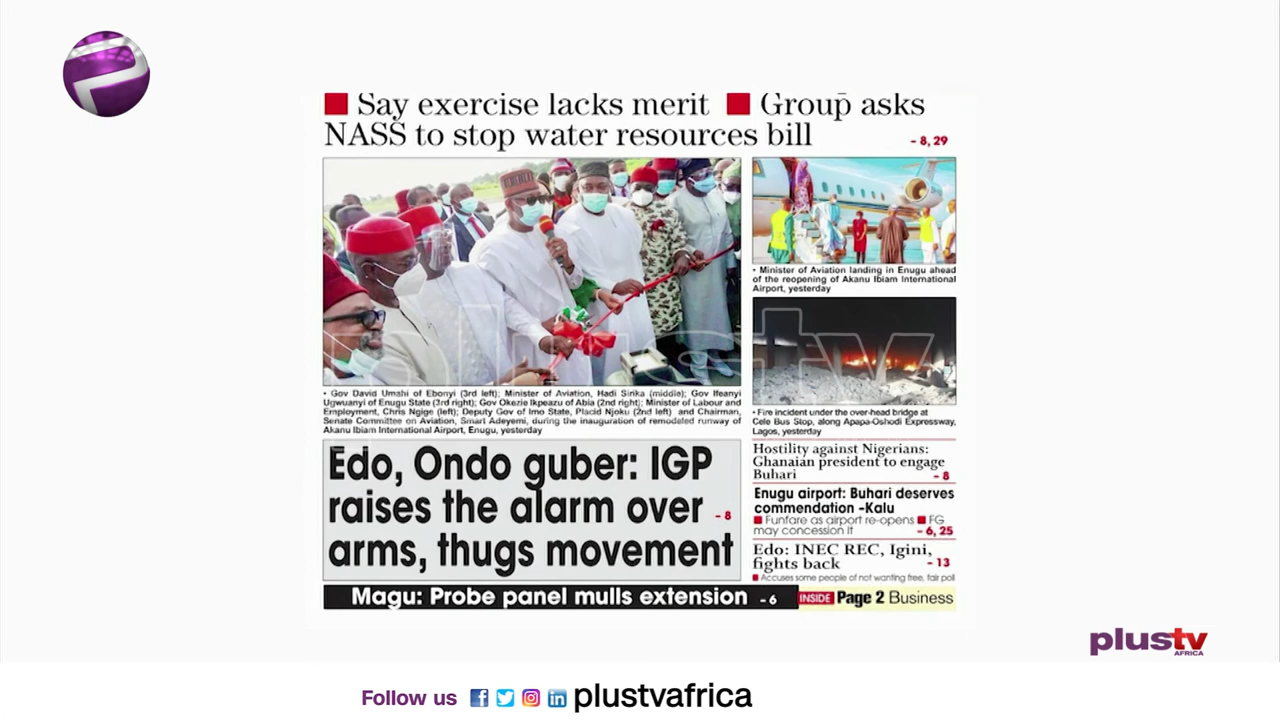 ■ Say exercise lacks merit ■ Group asks
NASS to stop water resources bill
- 8, 29
• Gov David Umahi of Ebonyi (3rd left); Minister of Aviation, Hadi Sirika (middle); Gov Ifeanyi
Ugwuanyi of Enugu State (3rd right); Gov Okezie Ikpeazu of Abia (2nd right); Minister of Labour and
Employment, Chris Ngige (left); Deputy Gov of Imo State, Placid Njoku (2nd left) and Chairman,
Senate Committee on Aviation, Smart Adeyemi, during the inauguration of remodeled runway of
Akanu Ibiam International Airport, Enugu, yesterday
• Minister of Aviation landing in Enugu ahead
of the reopening of Akanu Ibiam International
Airport, yesterday
• Fire incident under the over-head bridge at
Cele Bus Stop, along Apapa-Oshodi Expressway,
Lagos, yesterday
Edo, Ondo guber: IGP
raises the alarm over - 8
arms, thugs movement
Hostility against Nigerians:
Ghanaian president to engage
Buhari - 8
Enugu airport: Buhari deserves
commendation -Kalu
■ Funfare as airport re-opens ■ FG
may concession it - 6, 25
Edo: INEC REC, Igini,
fights back - 13
■ Accuses some people of not wanting free, fair poll
Magu: Probe panel mulls extension - 6
INSIDE Page 2 Business
plustv
plustv
AFRICA
Follow us plustvafrica